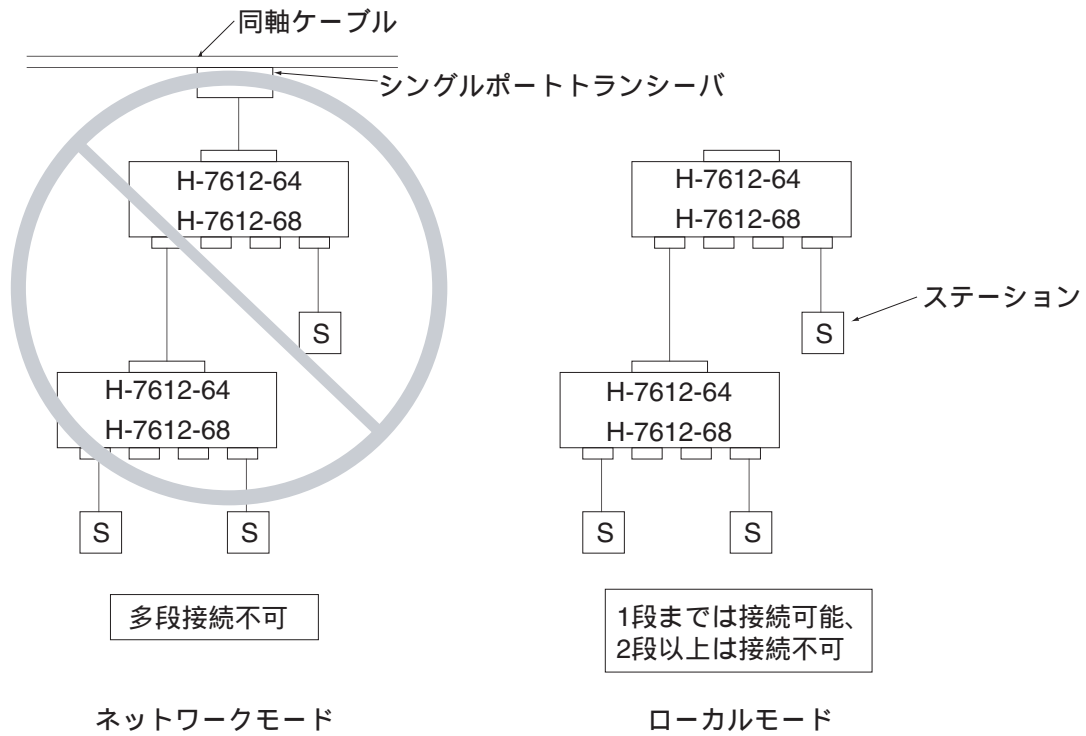 同軸ケーブル
シングルポートトランシーバ
H-7612-64
H-7612-68
S
H-7612-64
H-7612-68
S
S
多段接続不可
ネットワークモード
H-7612-64
H-7612-68
S
ステーション
H-7612-64
H-7612-68
S
S
1段までは接続可能、
2段以上は接続不可
ローカルモード